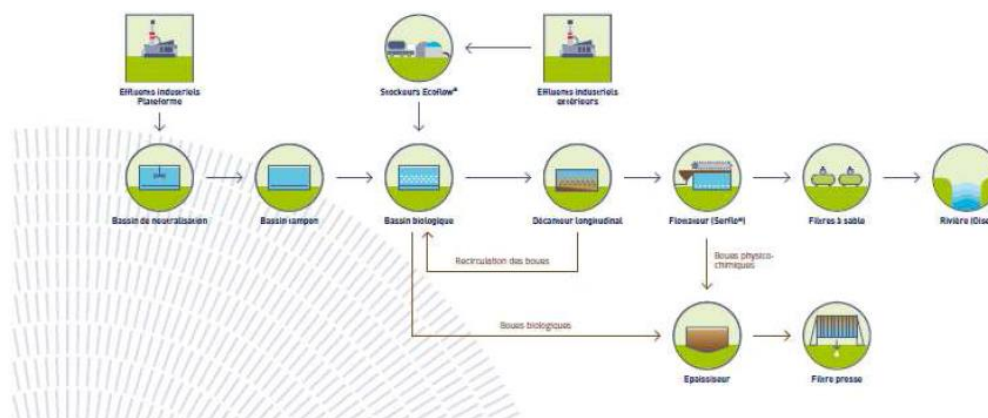 Effluents industriels
Plateforme
Stockeurs Ecoflow®
Effluents industriels
extérieurs
Bassin de neutralisation
Bassin tampon
Bassin biologique
Décanteur longitudinal
Flottateur (Serflo®)
Filtres à sable
Rivière (Oise
Recirculation des boues
Boues physico-
chimiques
Boues biologiques
Epaississeur
Filtre presse